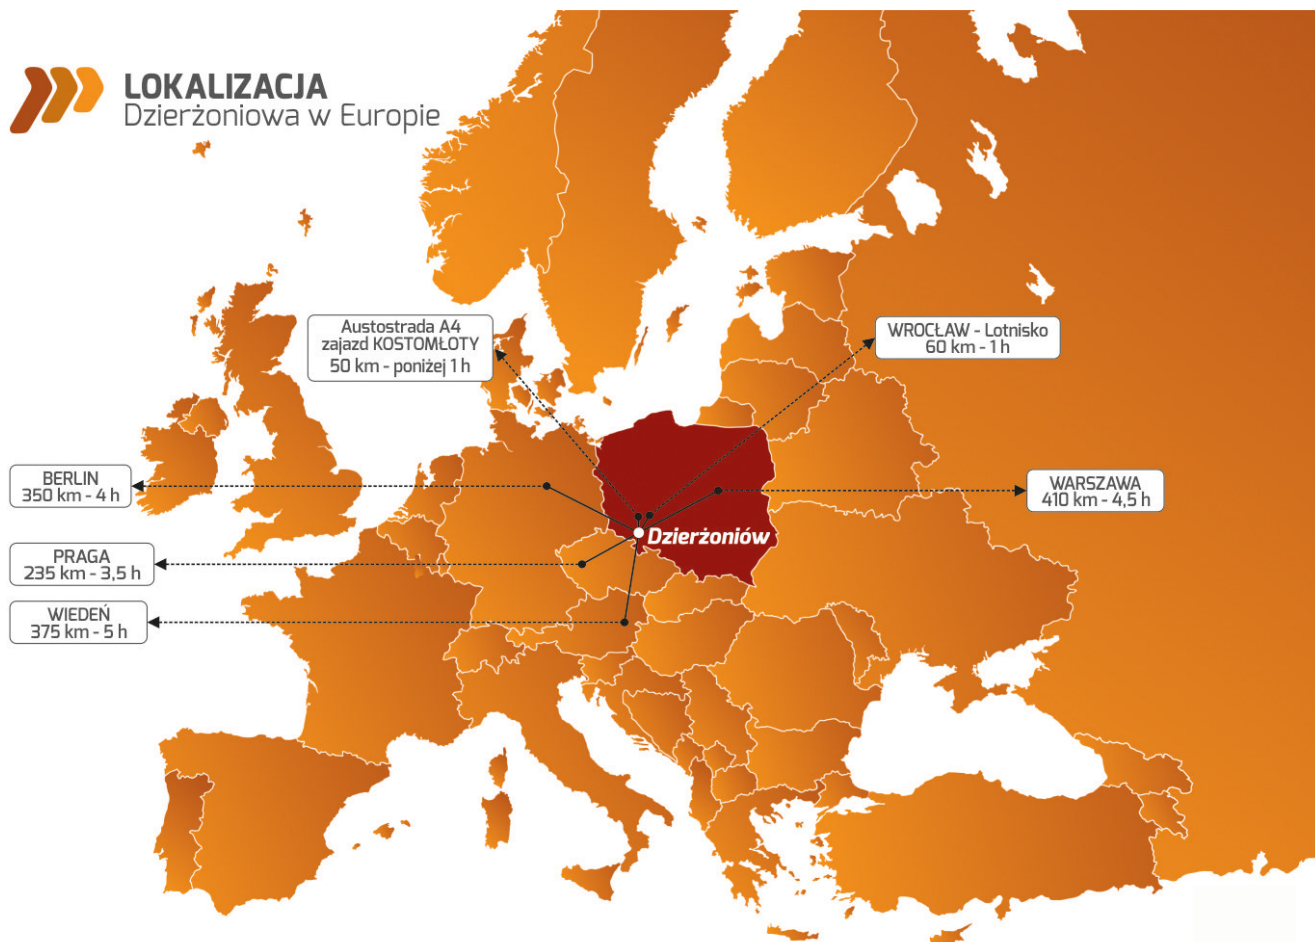 LOKALIZACJA
Dzierżoniowa w Europie
Austostrada A4
zajazd KOSTOMŁOTY
50 km - poniżej 1 h
WROCŁAW - Lotnisko
60 km - 1 h
BERLIN
350 km - 4 h
WARSZAWA
410 km - 4,5 h
Dzierżoniów
PRAGA
235 km - 3,5 h
WIEDEŃ
375 km - 5 h